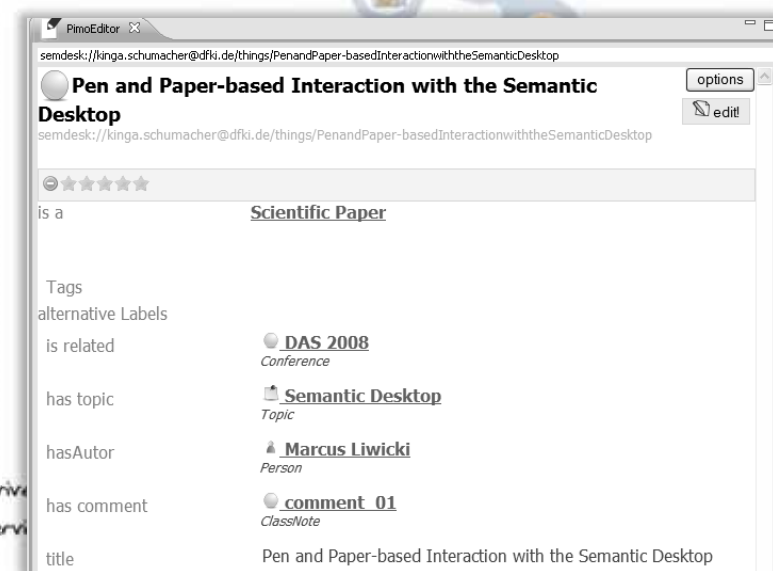 PimoEditor
semdesk://kinga.schumacher@dfki.de/things/PenandPaper-basedInteractionwiththeSemanticDesktop
Pen and Paper-based Interaction with the Semantic
options
Desktop
edit!
semdesk://kinga.schumacher@dfki.de/things/PenandPaper-basedInteractionwiththeSemanticDesktop
is a Scientific Paper
Tags
alternative Labels
is related DAS 2008
Conference
has topic Semantic Desktop
Topic
hasAutor Marcus Liwicki
Person
has comment comment_01
ClassNote
title Pen and Paper-based Interaction with the Semantic Desktop